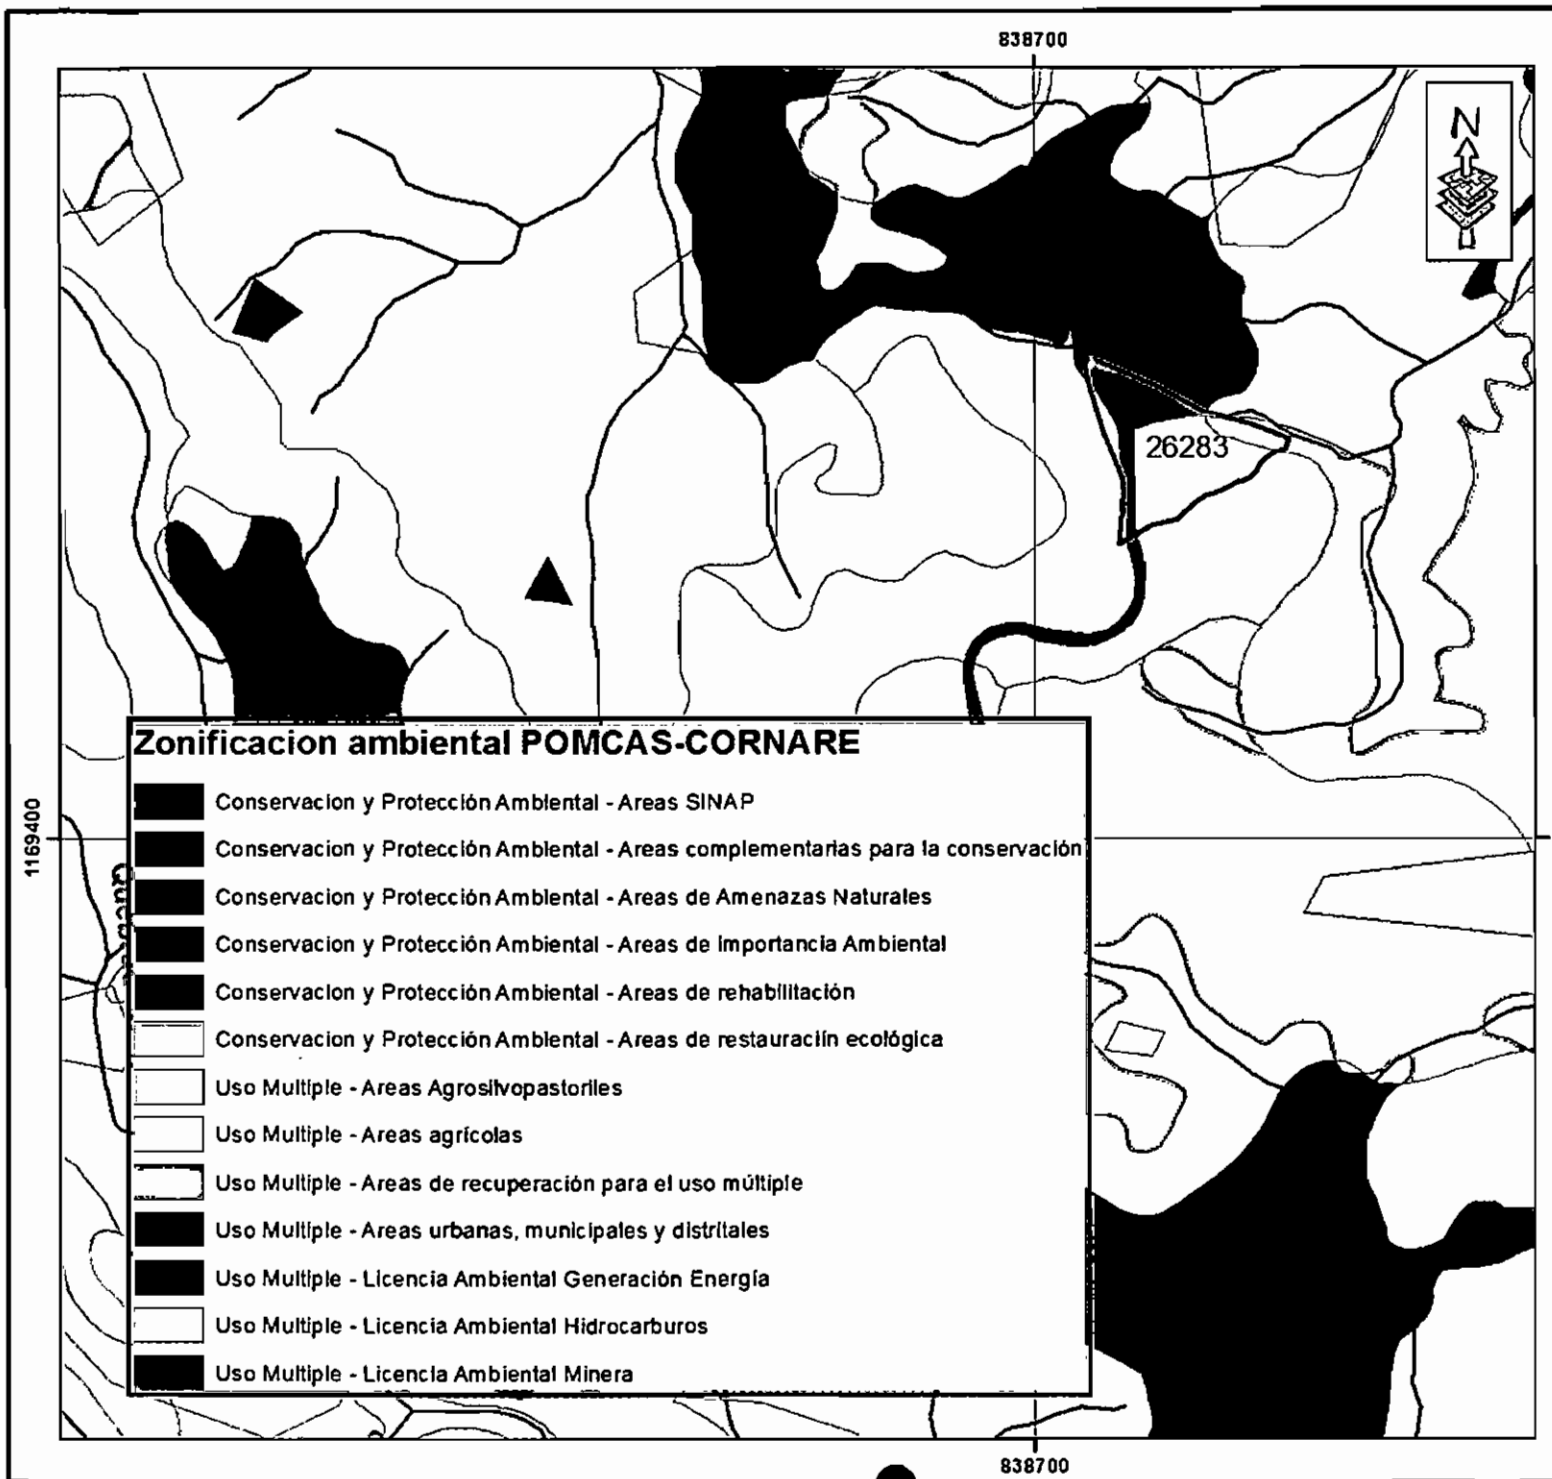 838700
N
26283
Zonificacion ambiental POMCAS-CORNARE
Conservacion y Protección Ambiental - Areas SINAP
Conservacion y Protección Ambiental - Areas complementarias para la conservación
1169400
Conservacion y Protección Ambiental - Areas de Amenazas Naturales
Conservacion y Protección Ambiental - Areas de Importancia Ambiental
Conservacion y Protección Ambiental - Areas de rehabilitación
Conservacion y Protección Ambiental - Areas de restauraciín ecológica
Uso Multiple - Areas Agrosilvopastoriles
Uso Multiple - Areas agrícolas
Uso Multiple - Areas de recuperación para el uso múltiple
Uso Multiple - Areas urbanas, municipales y distritales
Uso Multiple - Licencia Ambiental Generación Energía
Uso Multiple - Licencia Ambiental Hidrocarburos
Uso Multiple - Licencia Ambiental Minera
838700